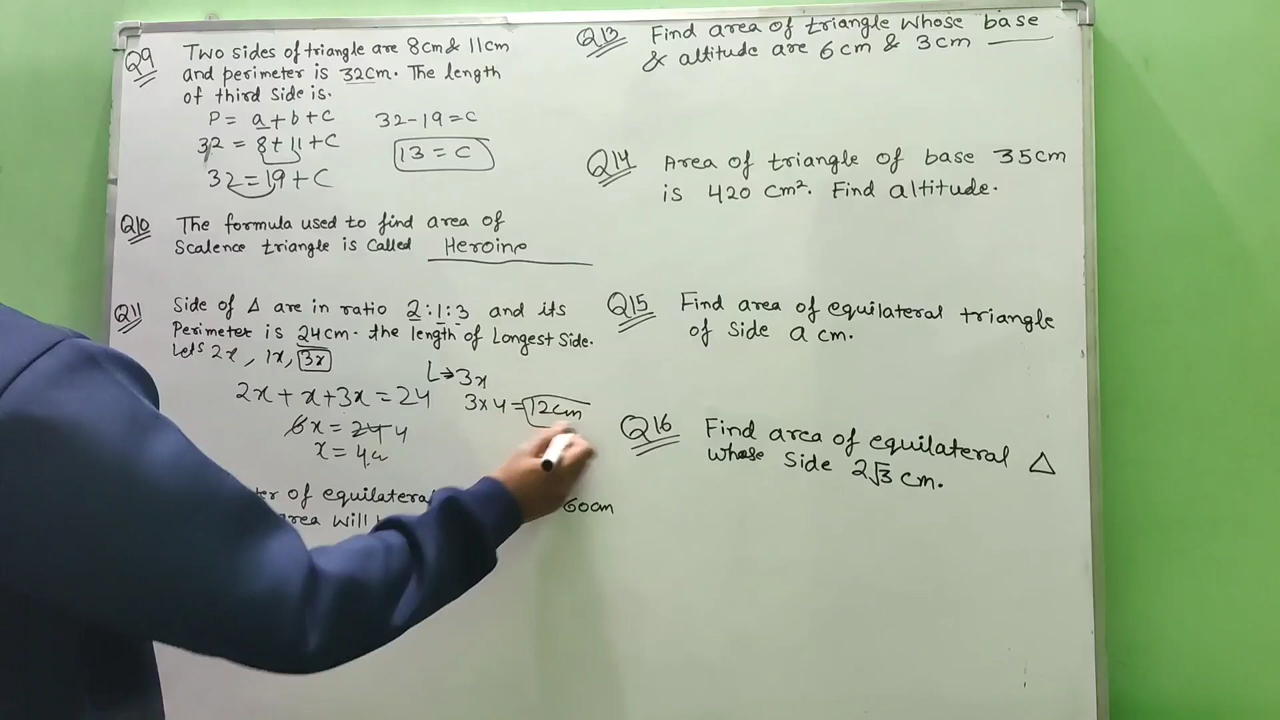 Q9 Two sides of triangle are 8cm & 11cm
and perimeter is 32cm. The length
of third side is.
P = a + b + C
32 = 8 + 11 + C
32 = 19 + C
32 - 19 = C
13 = C
Q10 The formula used to find area of
Scalence triangle is Called Heroine
Q11 Side of Δ are in ratio 2:1:3 and its
Perimeter is 24cm. the length of Longest Side.
Lets 2x, 1x, 3x
2x + x + 3x = 24
6x = 24 4
x = 4
L → 3x
3 x 4 = 12cm
of equilateral
area will
60cm
Q13 Find area of triangle whose base
& altitude are 6cm & 3cm
Q14 Area of triangle of base 35cm
is 420 cm². Find altitude.
Q15 Find area of equilateral triangle
of Side a cm.
Q16 Find area of equilateral Δ
whose Side 2√3 cm.